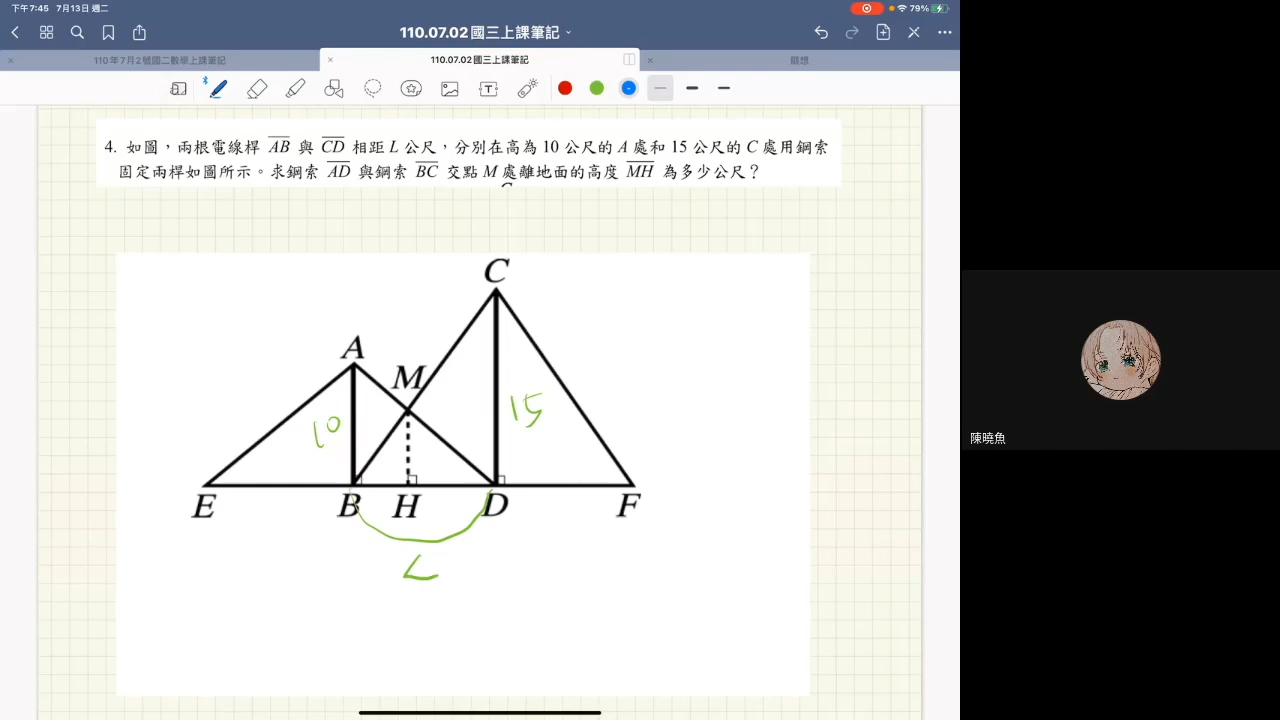 下午7:45 7月13日 週二
79%
110.07.02國三上課筆記
110年7月2號國二數學上課筆記
110.07.02國三上課筆記
4. 如圖，兩根電線桿 AB 與 CD 相距 L 公尺，分別在高為 10 公尺的 A 處和 15 公尺的 C 處用鋼索
固定兩桿如圖所示。求鋼索 AD 與鋼索 BC 交點 M 處離地面的高度 MH 為多少公尺？
C
A
M
10
15
E B H D F
L
陳曉魚